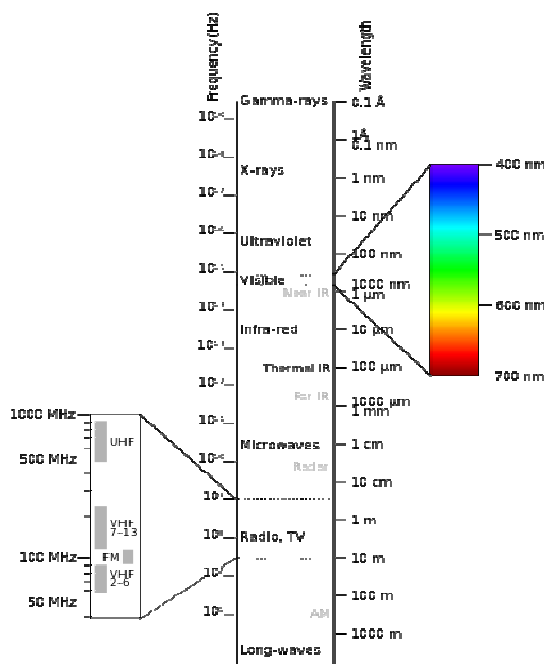 Frequency (Hz)
Wavelength
Gamma-rays
0.1 Å
1Å
0.1 nm
X-rays
1 nm
400 nm
10 nm
500 nm
Ultraviolet
100 nm
Visible
1000 nm
Near IR
1 μm
600 nm
Infra-red
10 μm
Thermal IR
100 μm
700 nm
Far IR
1000 μm
1 mm
1000 MHz
UHF
500 MHz
Microwaves
1 cm
Radar
10 cm
VHF
7-13
1 m
Radio, TV
FM
100 MHz
10 m
VHF
2-6
50 MHz
100 m
AM
1000 m
Long-waves